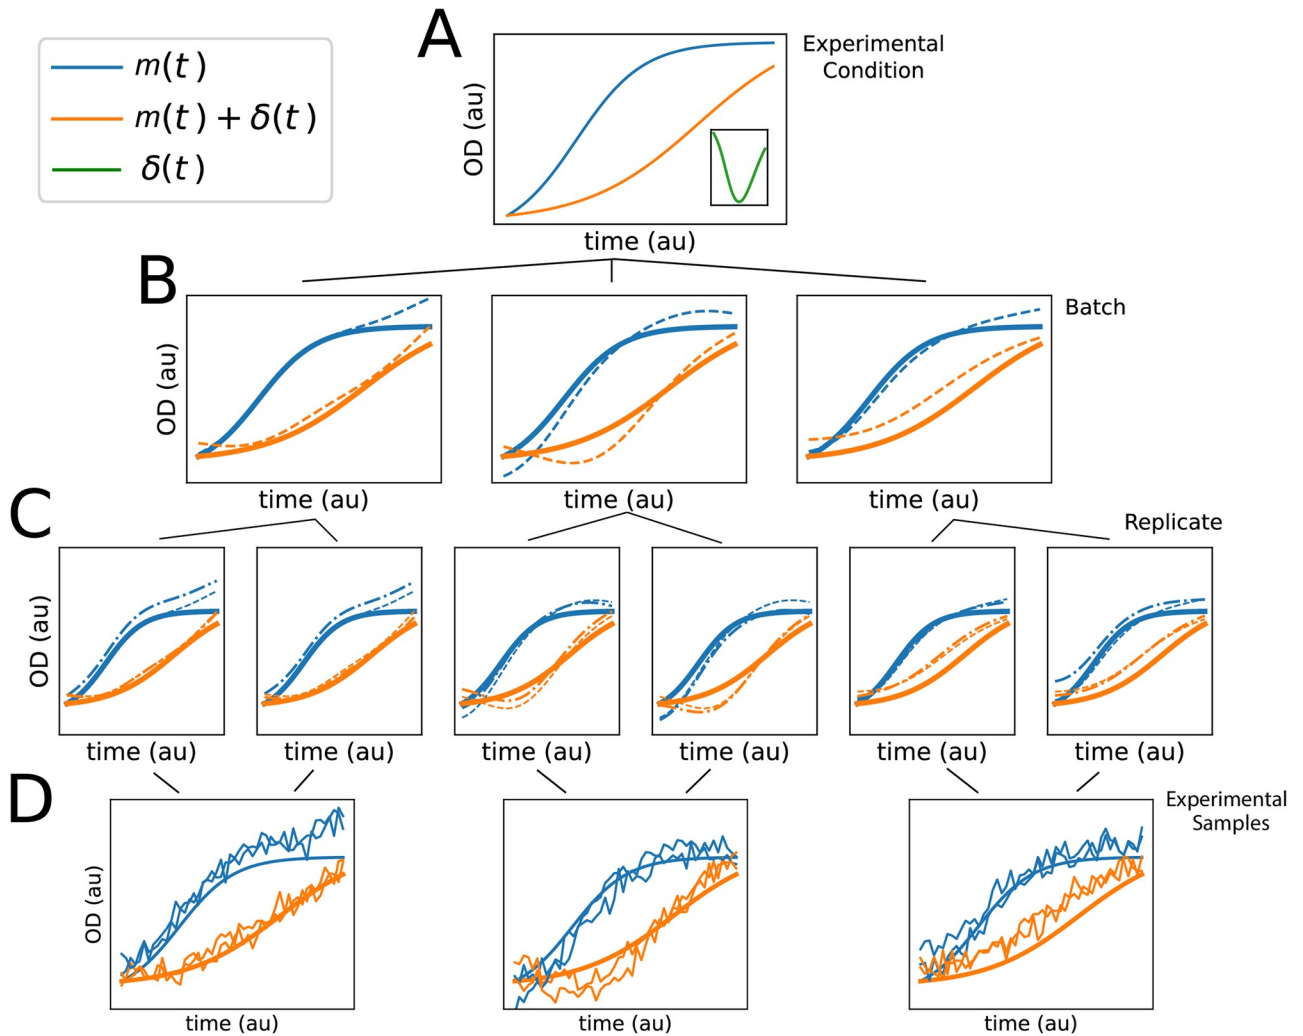 m(t)
m(t) + δ(t)
δ(t)
A
Experimental
Condition
OD (au)
time (au)
B
Batch
OD (au)
time (au)
time (au)
time (au)
C
Replicate
OD (au)
time (au)
time (au)
time (au)
time (au)
time (au)
time (au)
D
Experimental
Samples
OD (au)
time (au)
time (au)
time (au)